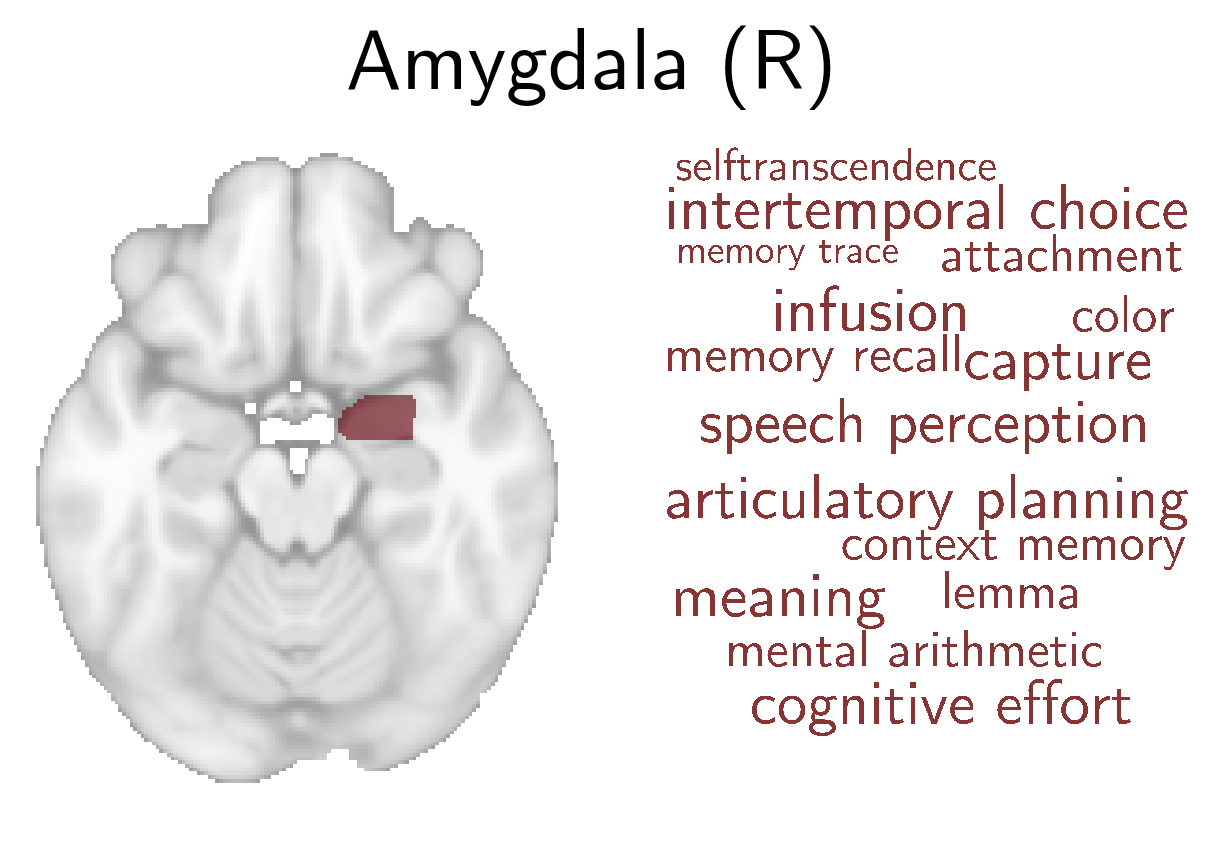 Amygdala (R)
selftranscendence
intertemporal choice
memory trace attachment
infusion color
memory recall capture
speech perception
articulatory planning
context memory
meaning lemma
mental arithmetic
cognitive effort